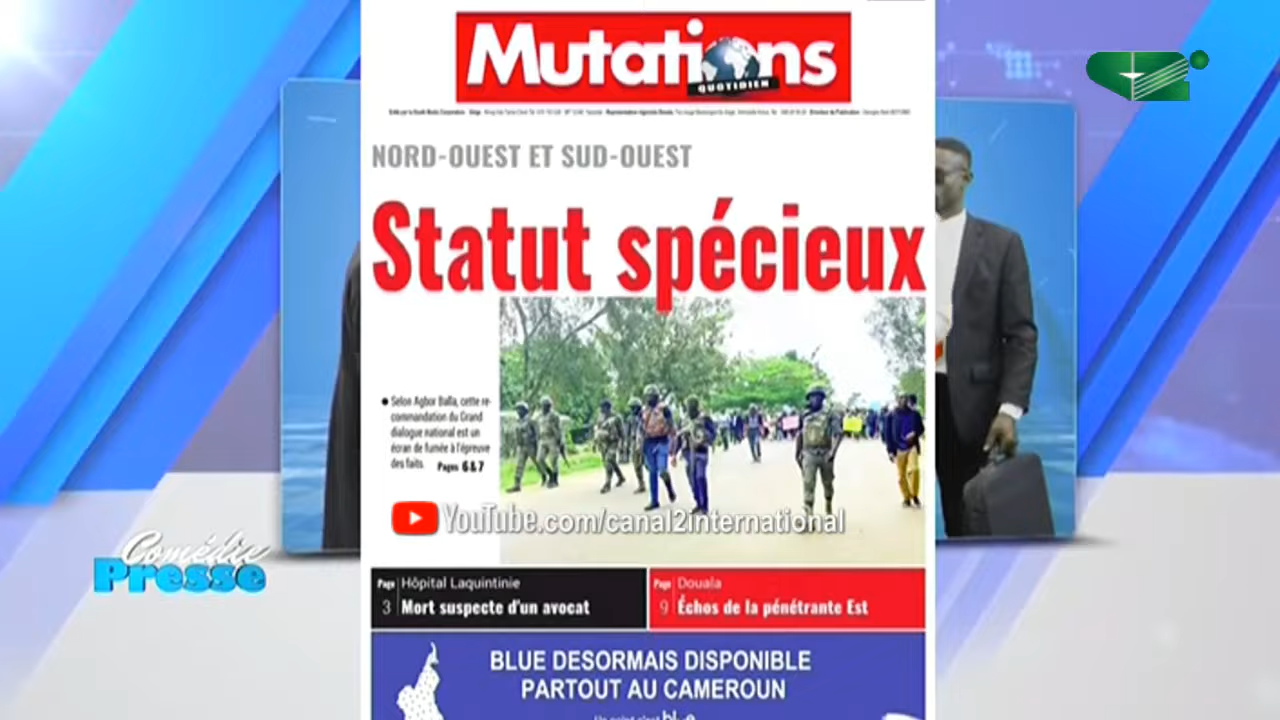 Mutations
QUOTIDIEN
NORD-OUEST ET SUD-OUEST
Statut spécieux
● Selon Agbor Balla, cette re-
commandation du Grand
dialogue national est un
écran de fumée à l'épreuve
des faits. Pages 6 & 7
YouTube.com/canal2international
Comédie
Presse
Page 3
Hôpital Laquintinie
Mort suspecte d'un avocat
Page 9
Douala
Échos de la pénétrante Est
BLUE DESORMAIS DISPONIBLE
PARTOUT AU CAMEROUN
blue